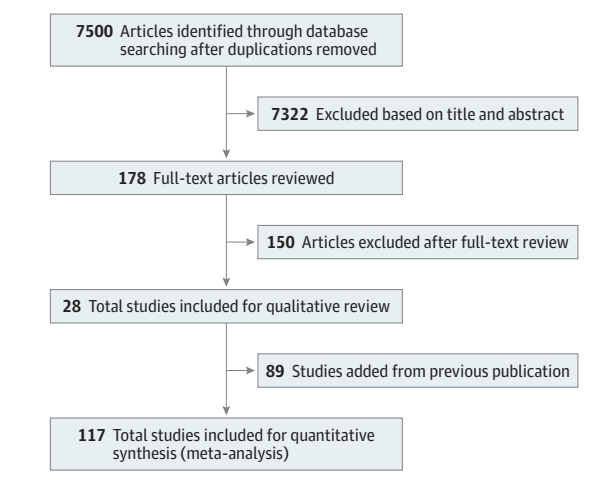 7500 Articles identified through database
searching after duplications removed
7322 Excluded based on title and abstract
178 Full-text articles reviewed
150 Articles excluded after full-text review
28 Total studies included for qualitative review
89 Studies added from previous publication
117 Total studies included for quantitative
synthesis (meta-analysis)